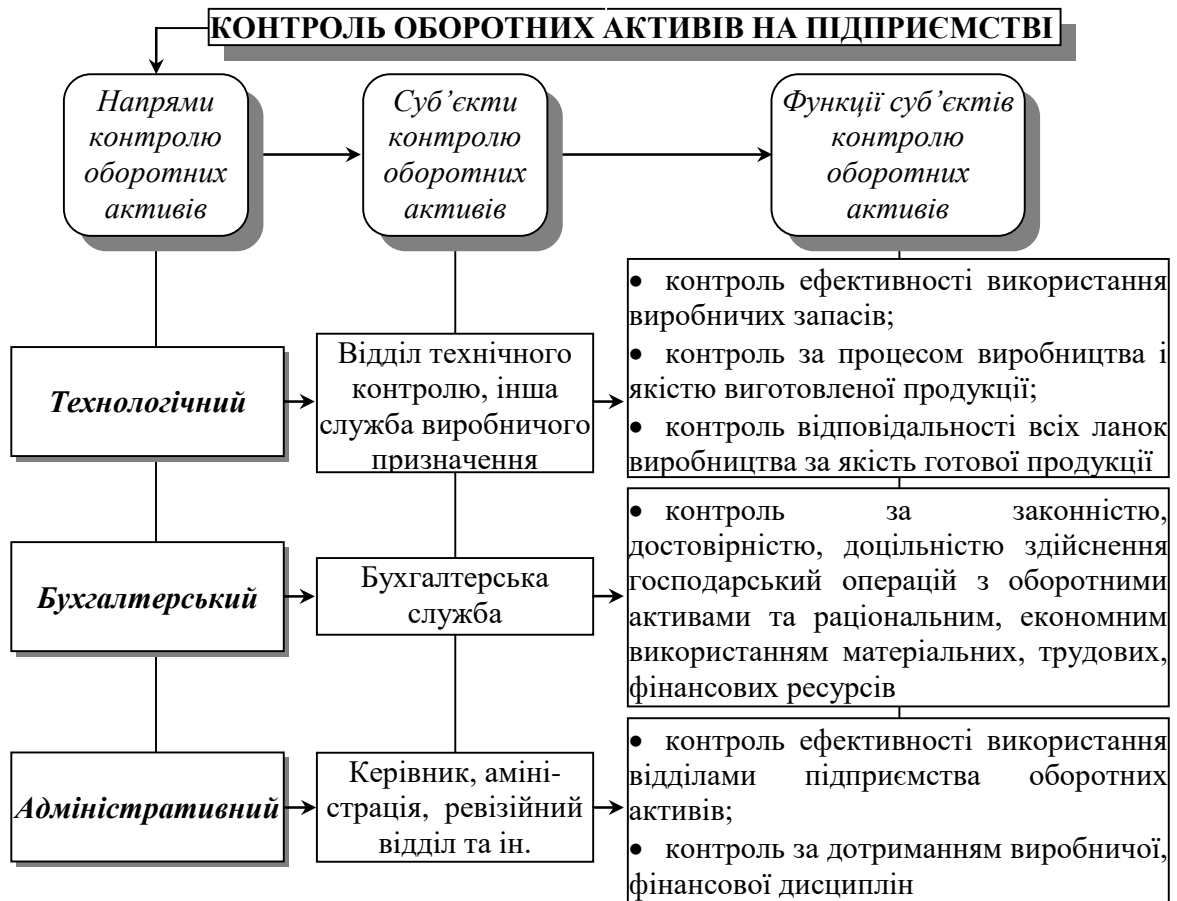 КОНТРОЛЬ ОБОРОТНИХ АКТИВІВ НА ПІДПРИЄМСТВІ
Напрями
контролю
оборотних
активів
Суб’єкти
контролю
оборотних
активів
Функції суб’єктів
контролю
оборотних
активів
Технологічний
Відділ технічного
контролю, інша
служба виробничого
призначення
• контроль ефективності використання
виробничих запасів;
• контроль за процесом виробництва і
якістю виготовленої продукції;
• контроль відповідальності всіх ланок
виробництва за якість готової продукції
Бухгалтерський
Бухгалтерська
служба
• контроль за законністю,
достовірністю, доцільністю здійснення
господарський операцій з оборотними
активами та раціональним, економним
використанням матеріальних, трудових,
фінансових ресурсів
Адміністративний
Керівник, аміні-
страція, ревізійний
відділ та ін.
• контроль ефективності використання
відділами підприємства оборотних
активів;
• контроль за дотриманням виробничої,
фінансової дисциплін